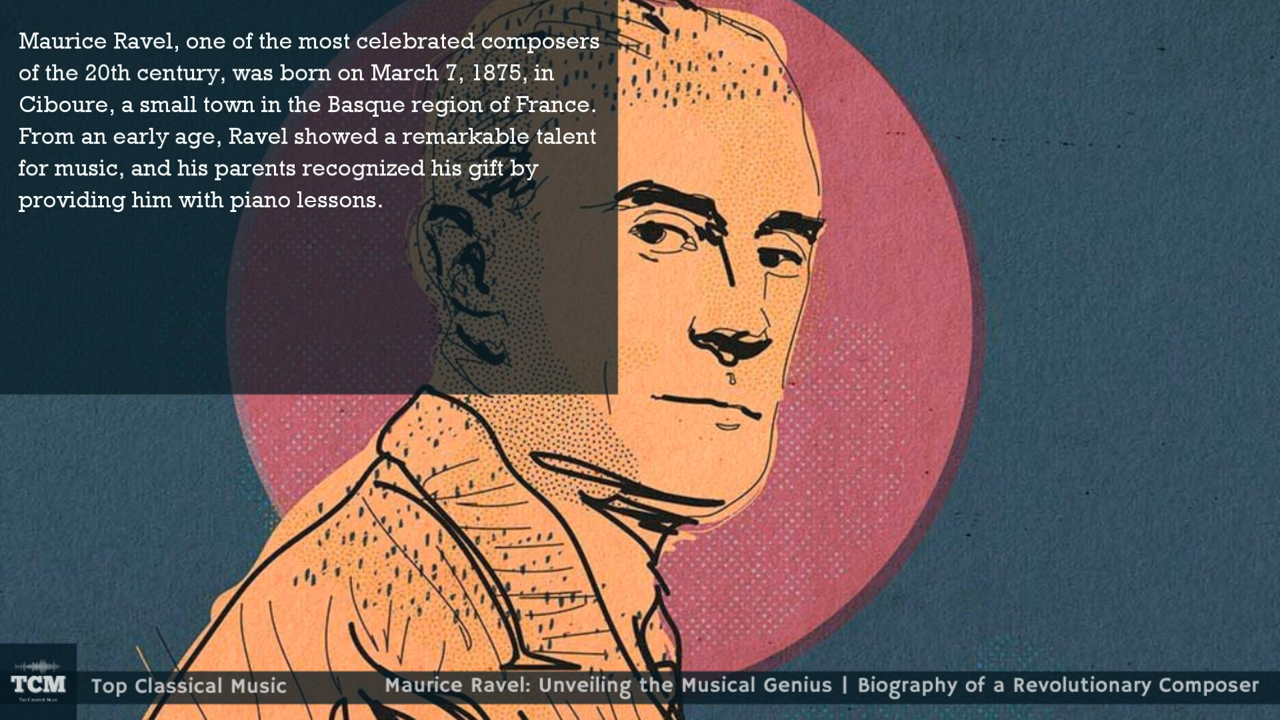 Maurice Ravel, one of the most celebrated composers
of the 20th century, was born on March 7, 1875, in
Ciboure, a small town in the Basque region of France.
From an early age, Ravel showed a remarkable talent
for music, and his parents recognized his gift by
providing him with piano lessons.
TCM
Top Classical Music
Top Classical Music
Maurice Ravel: Unveiling the Musical Genius | Biography of a Revolutionary Composer